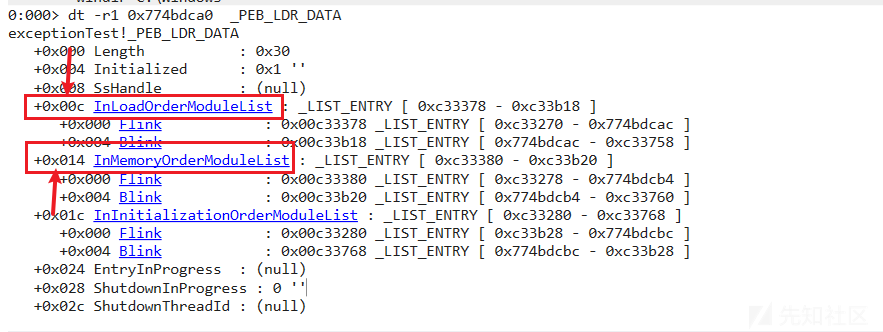 0:000> dt -r1 0x774bdca0 _PEB_LDR_DATA
exceptionTest!_PEB_LDR_DATA
+0x000 Length : 0x30
+0x004 Initialized : 0x1 ''
+0x008 SsHandle : (null)
+0x00c InLoadOrderModuleList : _LIST_ENTRY [ 0xc33378 - 0xc33b18 ]
+0x000 Flink : 0x00c33378 _LIST_ENTRY [ 0xc33270 - 0x774bdcac ]
+0x004 Blink : 0x00c33b18 _LIST_ENTRY [ 0x774bdcac - 0xc33758 ]
+0x014 InMemoryOrderModuleList : _LIST_ENTRY [ 0xc33380 - 0xc33b20 ]
+0x000 Flink : 0x00c33380 _LIST_ENTRY [ 0xc33278 - 0x774bdcb4 ]
+0x004 Blink : 0x00c33b20 _LIST_ENTRY [ 0x774bdcb4 - 0xc33760 ]
+0x01c InInitializationOrderModuleList : _LIST_ENTRY [ 0xc33280 - 0xc33768 ]
+0x000 Flink : 0x00c33280 _LIST_ENTRY [ 0xc33b28 - 0x774bdcbc ]
+0x004 Blink : 0x00c33768 _LIST_ENTRY [ 0x774bdcbc - 0xc33b28 ]
+0x024 EntryInProgress : (null)
+0x028 ShutdownInProgress : 0 ''
+0x02c ShutdownThreadId : (null)
先知社区